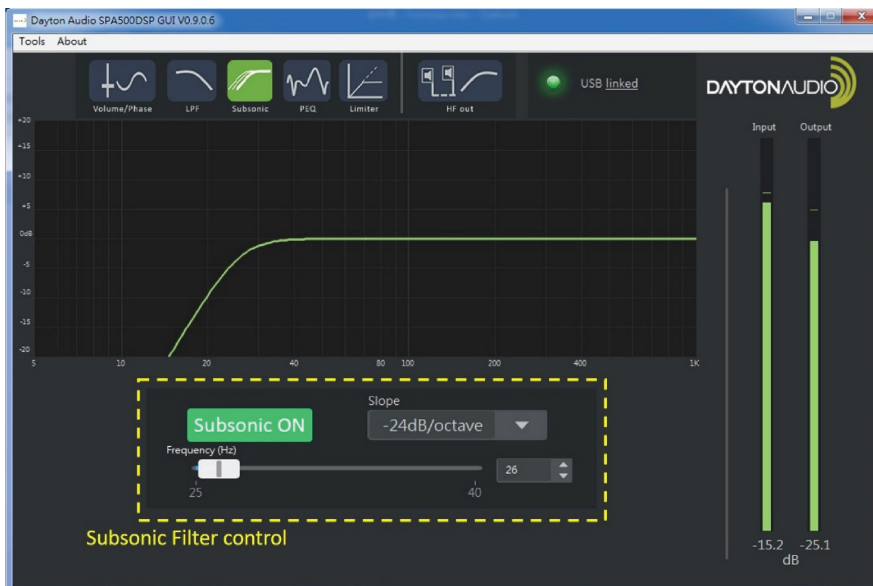 Dayton Audio SPA500DSP GUI V0.9.0.6
Tools About
Volume/Phase LPF Subsonic PEQ Limiter HF out
USB linked
DAYTONAUDIO
Input Output
+20
+15
+10
+5
0dB
-5
-10
-15
-20
5 10 20 40 80 100 200 400 1K
Slope
Subsonic ON -24dB/octave
Frequency (Hz)
26
25 40
Subsonic Filter control
-15.2 -25.1
dB